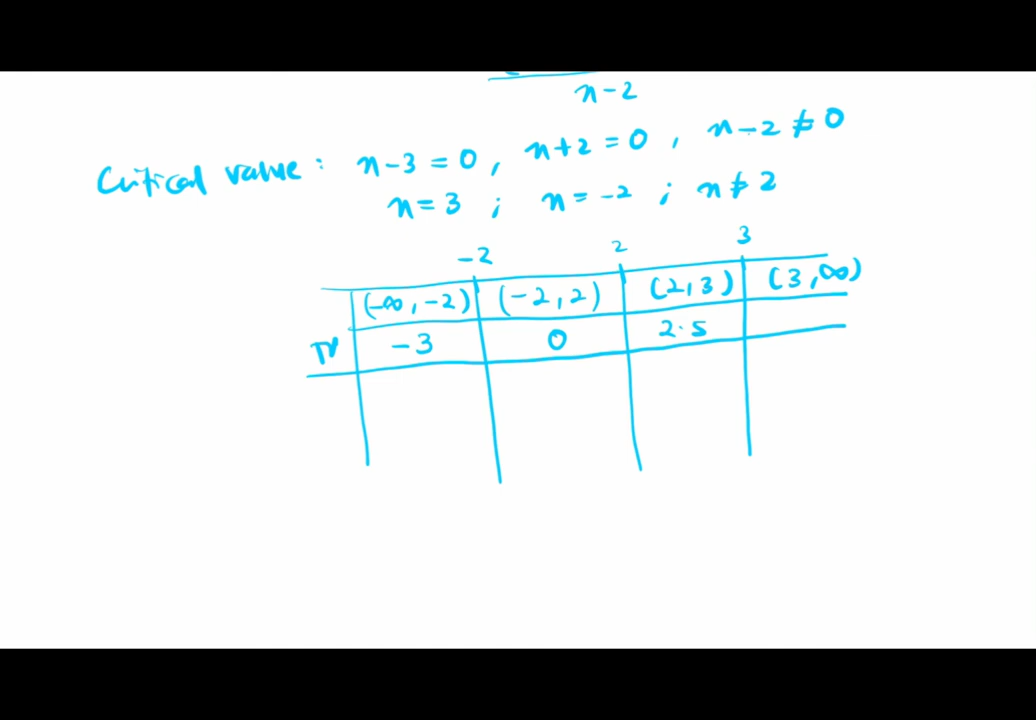 n-2
Critical value: n-3=0, n+2=0, n-2≠0
n=3 ; n=-2 ; n≠2
-2 2 3
(-∞,-2) (-2,2) (2,3) (3,∞)
TV -3 0 2.5